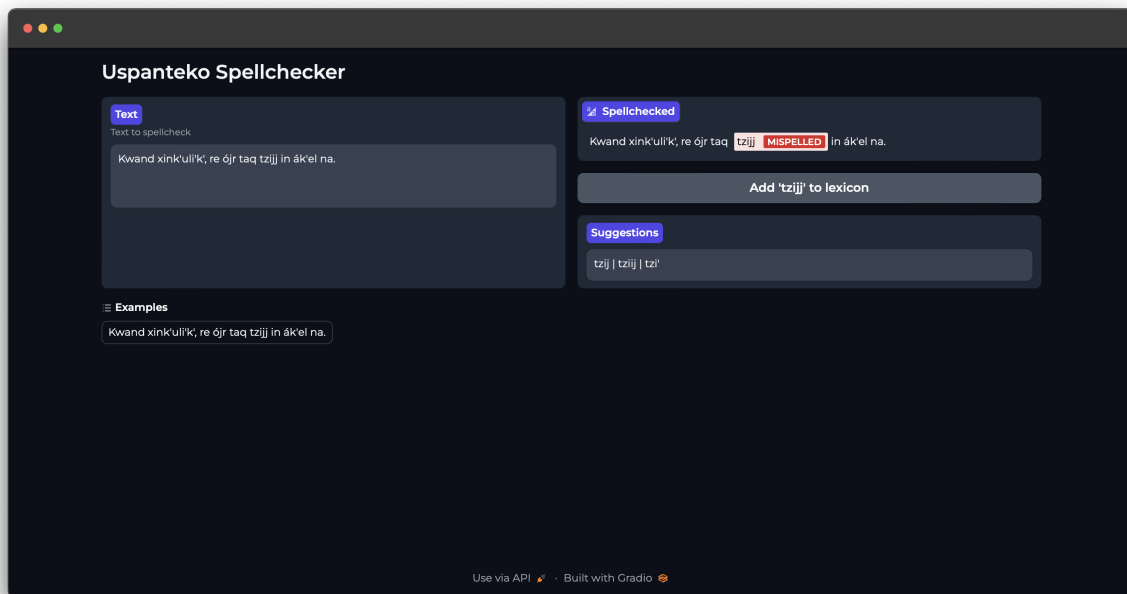 Uspanteko Spellchecker
Text
Text to spellcheck
Kwand xink'uli'k', re ójr taq tzijj in ák'el na.
Spellchecked
Kwand xink'uli'k', re ójr taq tzijj MISPELLED in ák'el na.
Add 'tzijj' to lexicon
Suggestions
tzij | tziij | tzi'
Examples
Kwand xink'uli'k', re ójr taq tzijj in ák'el na.
Use via API · Built with Gradio